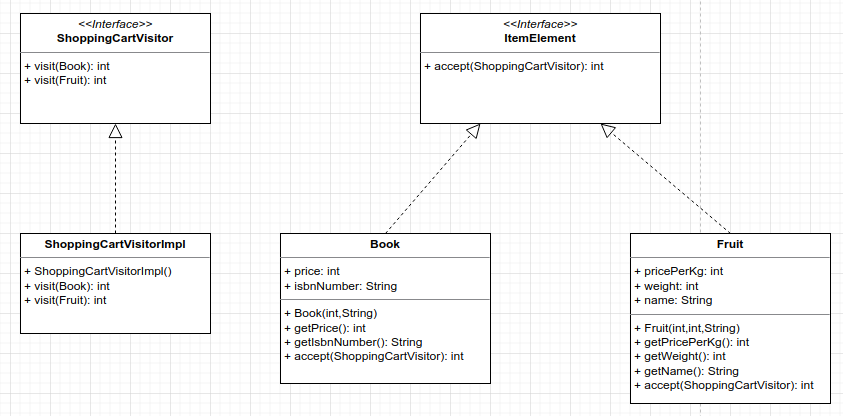 <<Interface>>
ShoppingCartVisitor
+ visit(Book): int
+ visit(Fruit): int
<<Interface>>
ItemElement
+ accept(ShoppingCartVisitor): int
ShoppingCartVisitorImpl
+ ShoppingCartVisitorImpl()
+ visit(Book): int
+ visit(Fruit): int
Book
+ price: int
+ isbnNumber: String
+ Book(int,String)
+ getPrice(): int
+ getIsbnNumber(): String
+ accept(ShoppingCartVisitor): int
Fruit
+ pricePerKg: int
+ weight: int
+ name: String
+ Fruit(int,int,String)
+ getPricePerKg(): int
+ getWeight(): int
+ getName(): String
+ accept(ShoppingCartVisitor): int